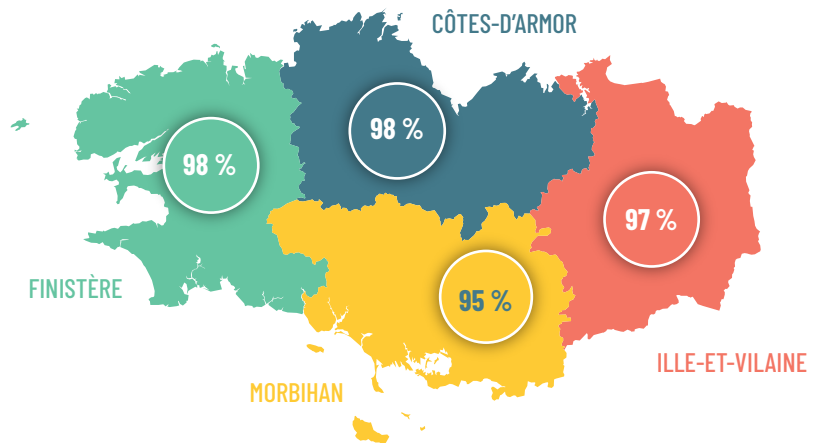 CÔTES-D'ARMOR
98 %
98 %
97 %
FINISTÈRE
95 %
ILLE-ET-VILAINE
MORBIHAN